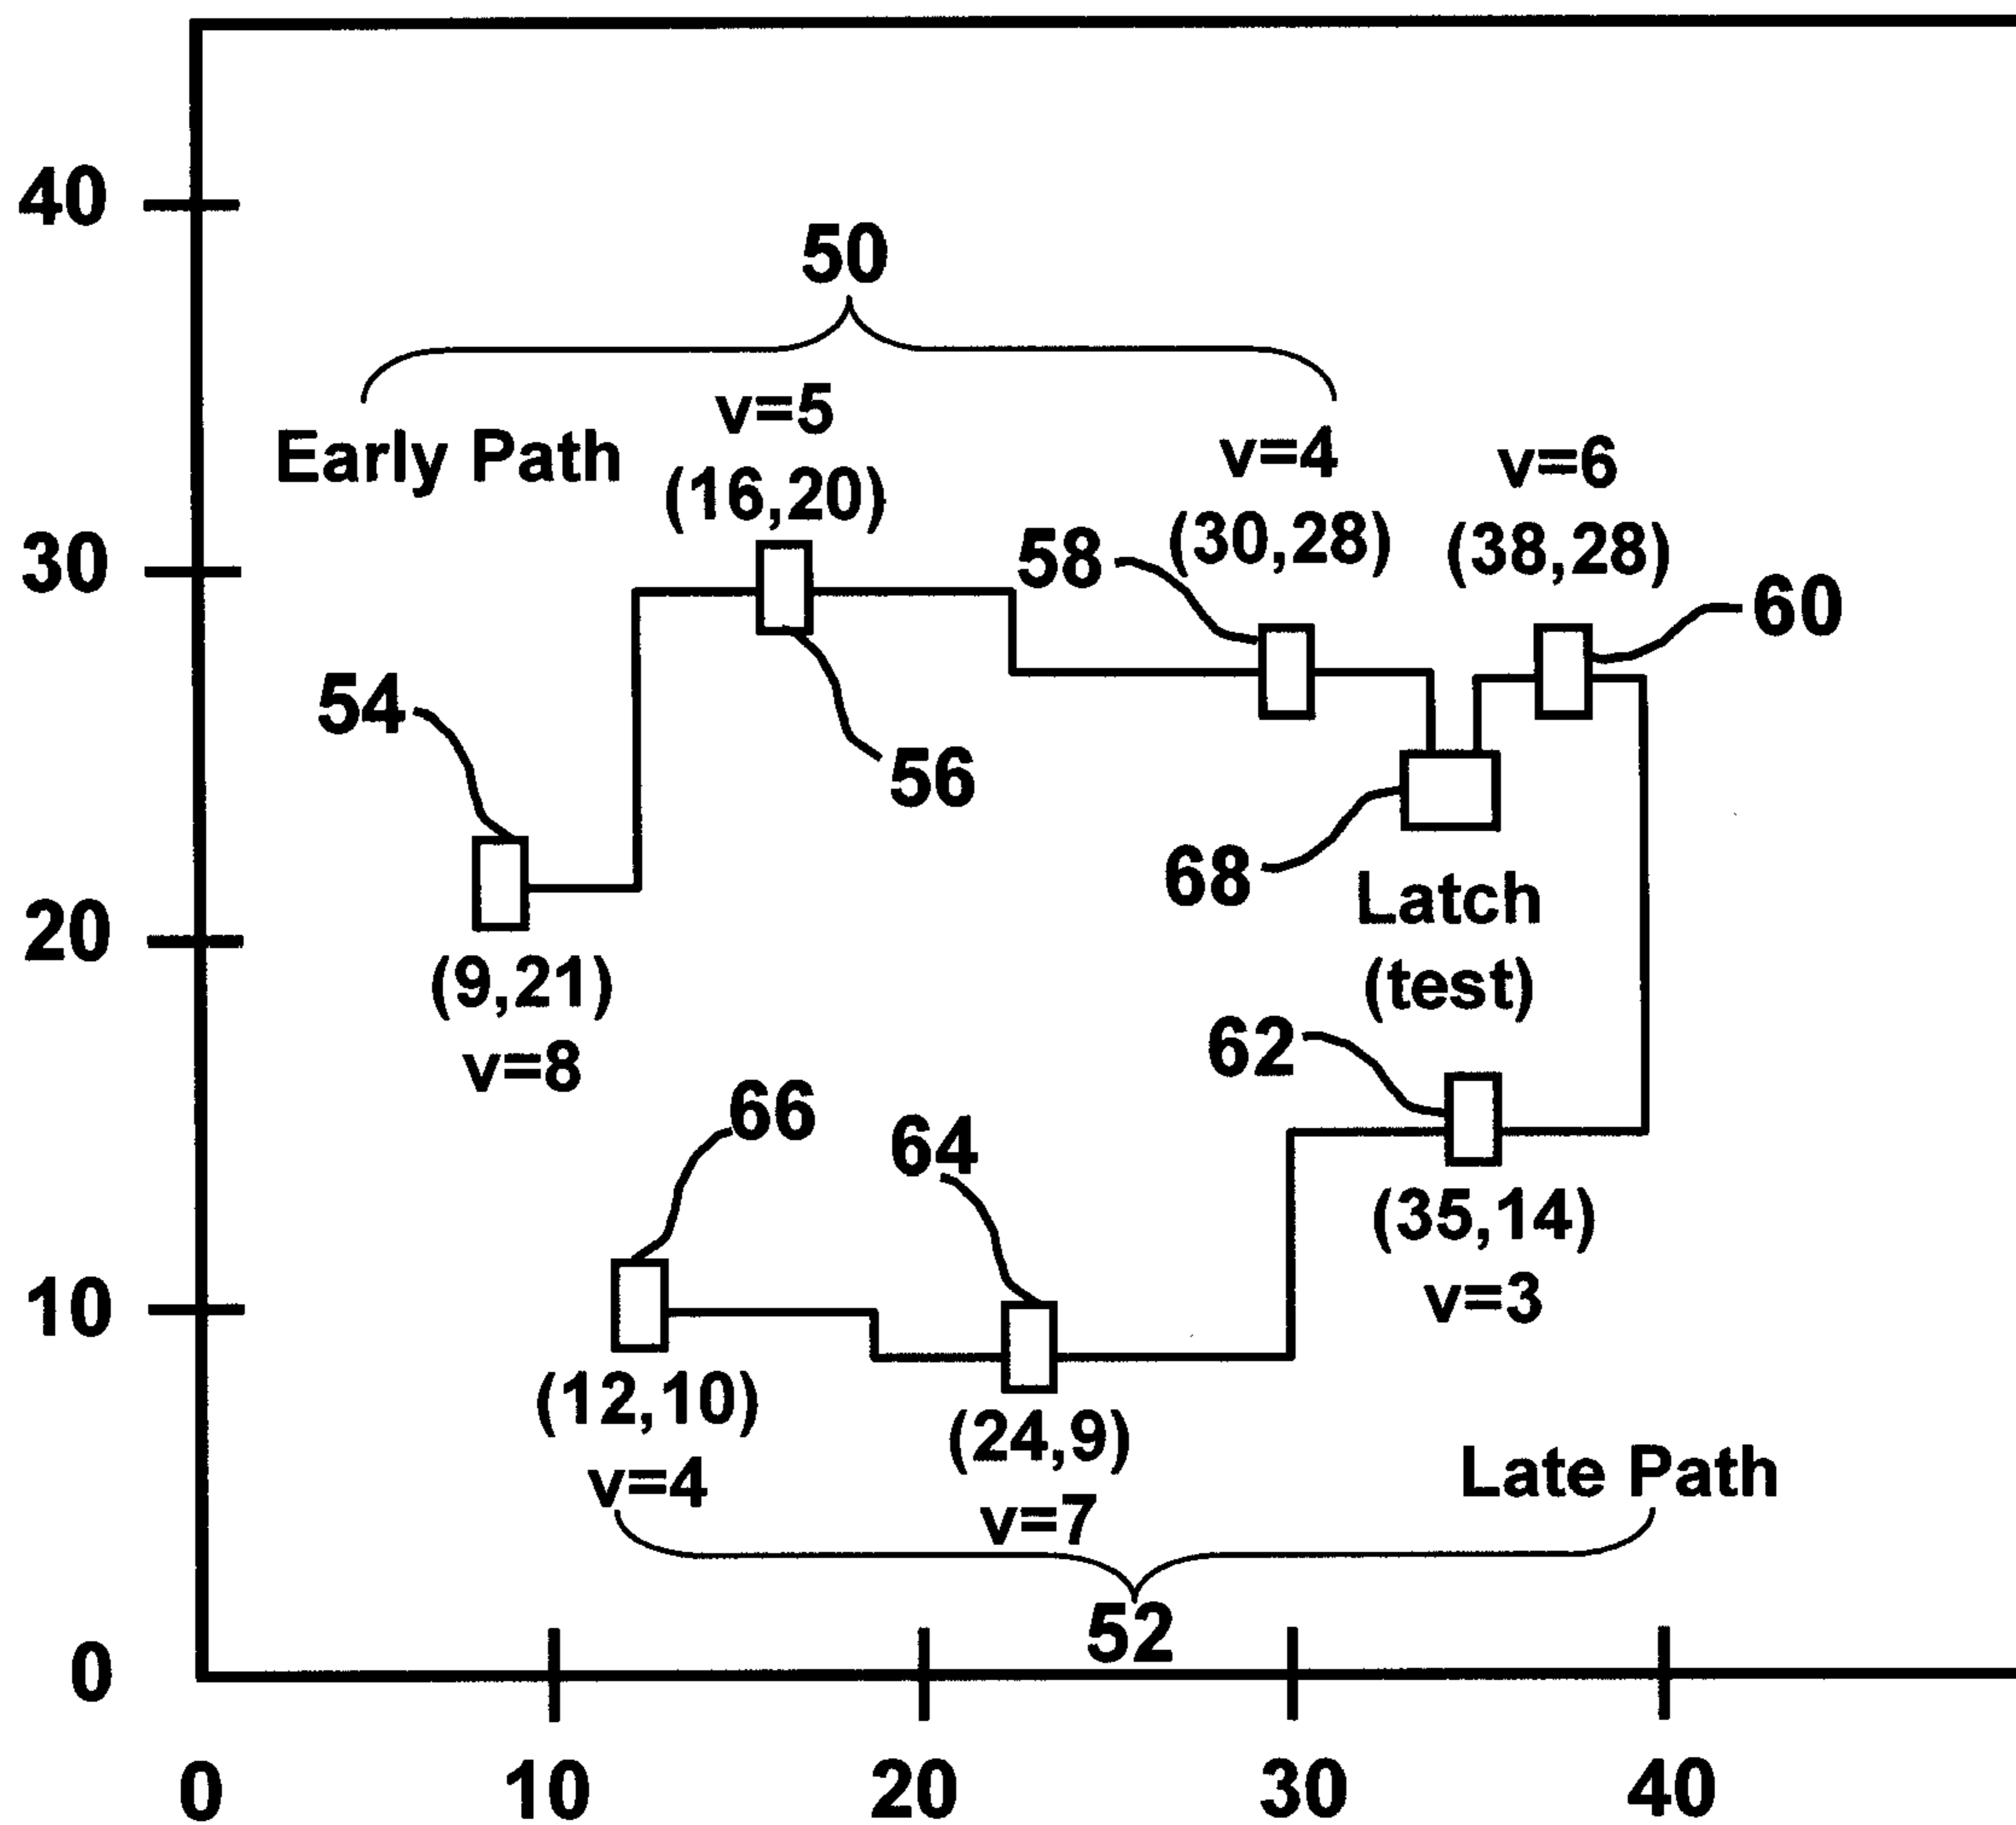 40
50
v=5
Early Path
(16,20)
v=4
v=6
(30,28)
(38,28)
58
30
60
54
56
68
Latch
20
(9,21)
(test)
62
v=8
66
64
(35,14)
10
v=3
(12,10)
(24,9)
Late Path
v=4
v=7
52
0
0
10
20
30
40